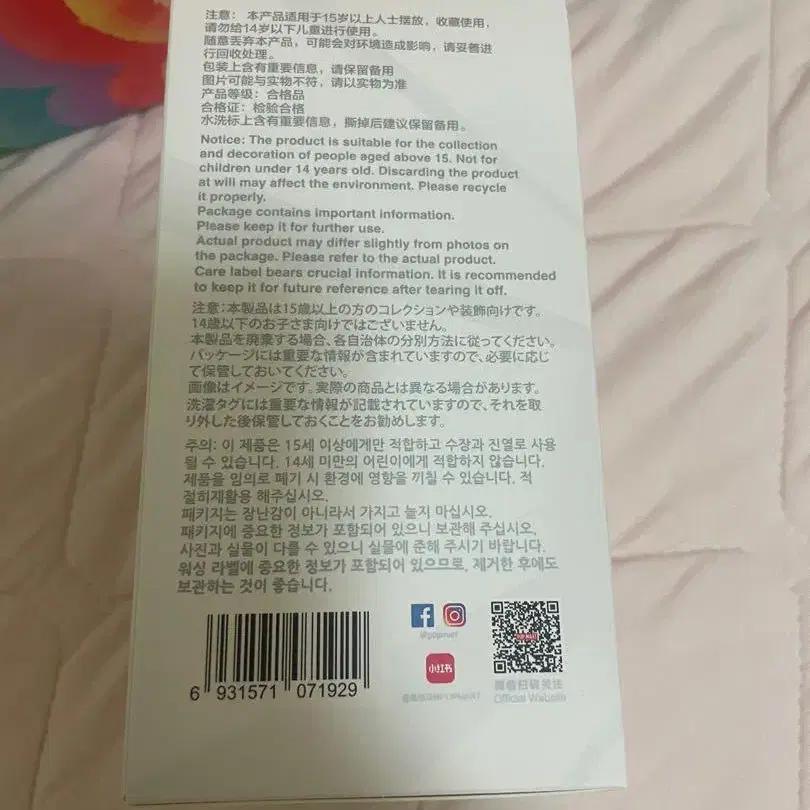 注意：本产品适用于15岁以上人士摆放，收藏使用，
请勿给14岁以下儿童进行使用。
随意丢弃本产品，可能会对环境造成影响，请妥善进
行回收处理。
包装上含有重要信息，请保留备用
图片可能与实物不符，请以实物为准
产品等级：合格品
合格证：检验合格
水洗标上含有重要信息，撕掉后建议保留备用。
Notice: The product is suitable for the collection
and decoration of people aged above 15. Not for
children under 14 years old. Discarding the product
at will may affect the environment. Please recycle
it properly.
Package contains important information.
Please keep it for further use.
Actual product may differ slightly from photos on
the package. Please refer to the actual product.
Care label bears crucial information. It is recommended
to keep it for future reference after tearing it off.
注意：本製品は15歳以上の方のコレクションや装飾向けです。
14歳以下のお子さま向けではございません。
本製品を廃棄する場合、各自治体の分別方法に従ってください。
パッケージには重要な情報が含まれていますので、必要に応じ
て保管しておいてください。
画像はイメージです。実際の商品とは異なる場合があります。
洗濯タグには重要な情報が記載されていますので、それを取
り外した後保管しておくことをお勧めします。
주의: 이 제품은 15세 이상에게만 적합하고 수장과 진열로 사용
될 수 있습니다. 14세 미만의 어린이에게 적합하지 않습니다.
제품을 임의로 폐기 시 환경에 영향을 끼칠 수 있습니다. 적
절히재활용 해주십시오.
패키지는 장난감이 아니라서 가지고 놀지 마십시오.
패키지에 중요한 정보가 포함되어 있으니 보관해 주십시오.
사진과 실물이 다를 수 있으니 실물에 준해 주시기 바랍니다.
워싱 라벨에 중요한 정보가 포함되어 있으므로, 제거한 후에도
보관하는 것이 좋습니다.
6 931571 071929
@popmart
小红书
POP MART
微信扫码关注
Official Website